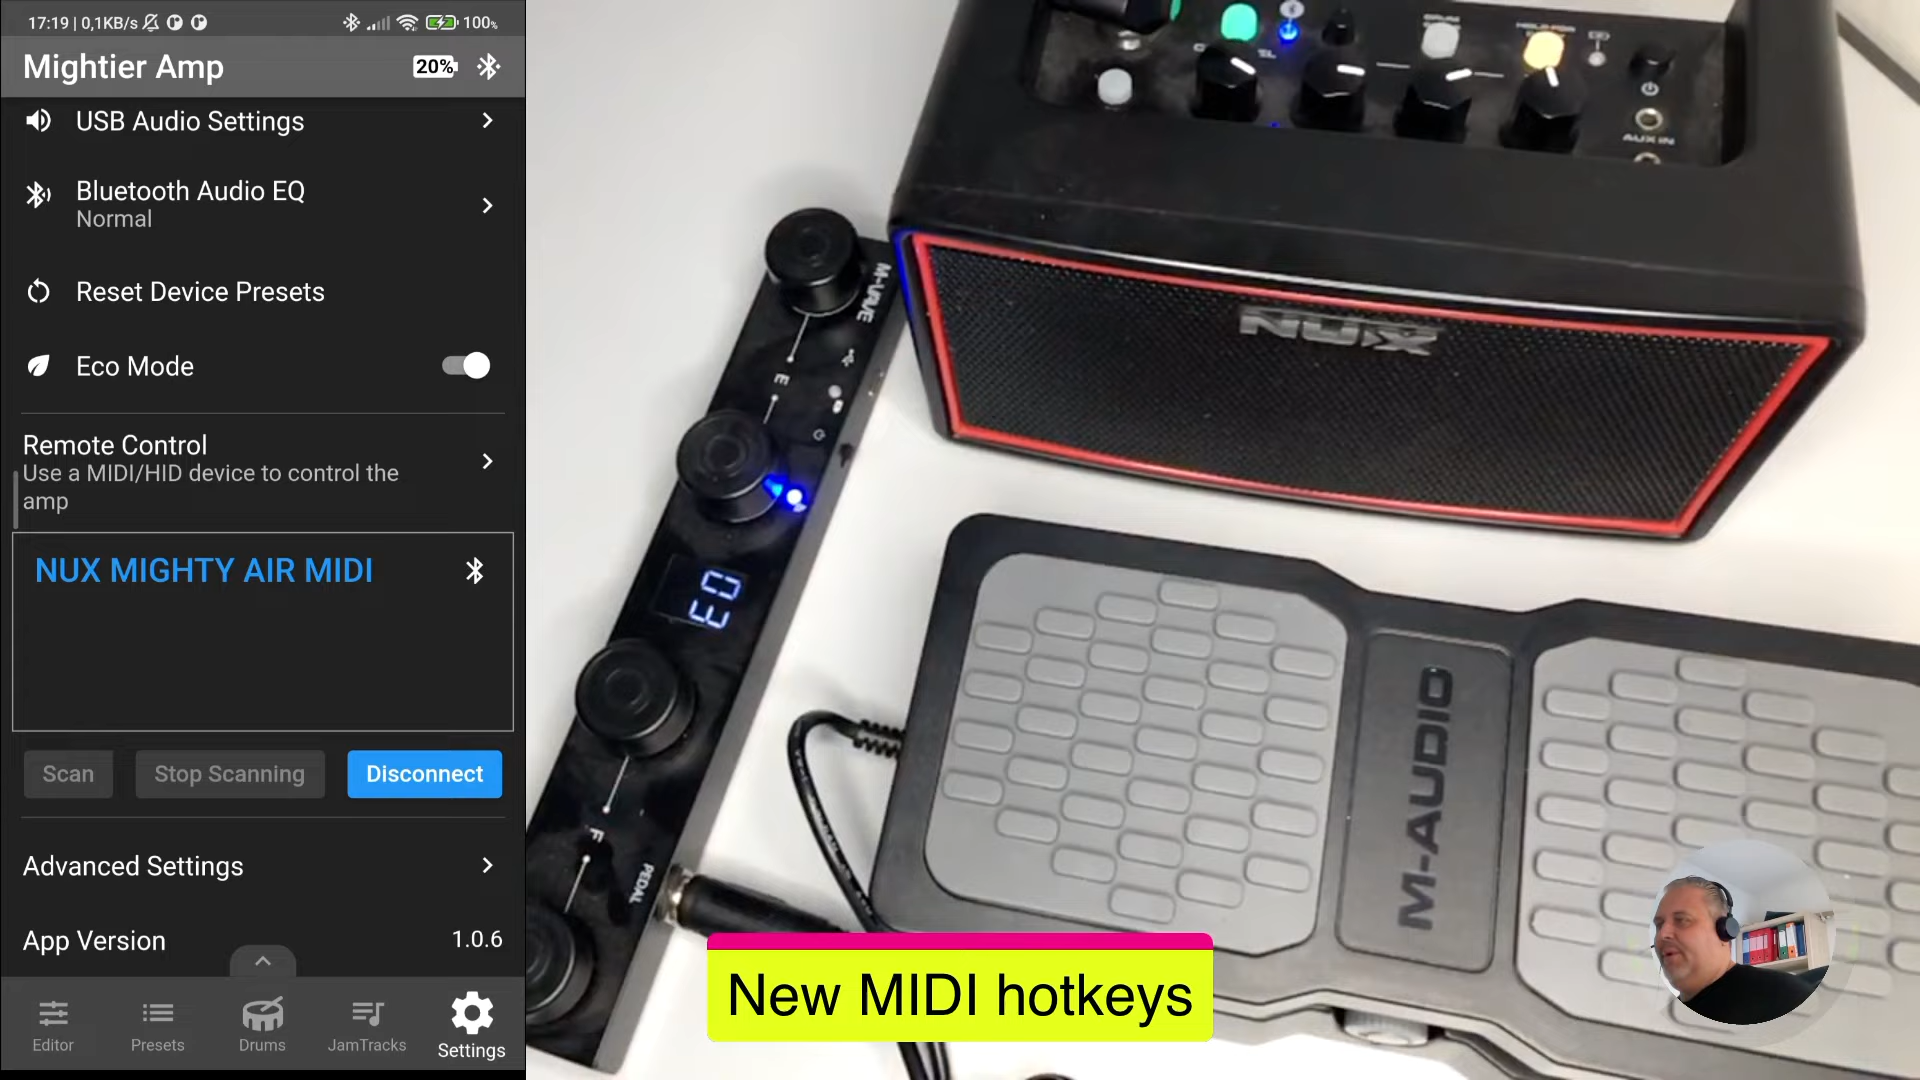 17:19 | 0,1KB/s
100%
Mightier Amp
20%
USB Audio Settings
Bluetooth Audio EQ
Normal
Reset Device Presets
Eco Mode
Remote Control
Use a MIDI/HID device to control the
amp
NUX MIGHTY AIR MIDI
Scan
Stop Scanning
Disconnect
Advanced Settings
App Version
1.0.6
Editor
Presets
Drums
JamTracks
Settings
AUX IN
NUX
M-VAVE
E
03
F
PEDAL
M-AUDIO
New MIDI hotkeys